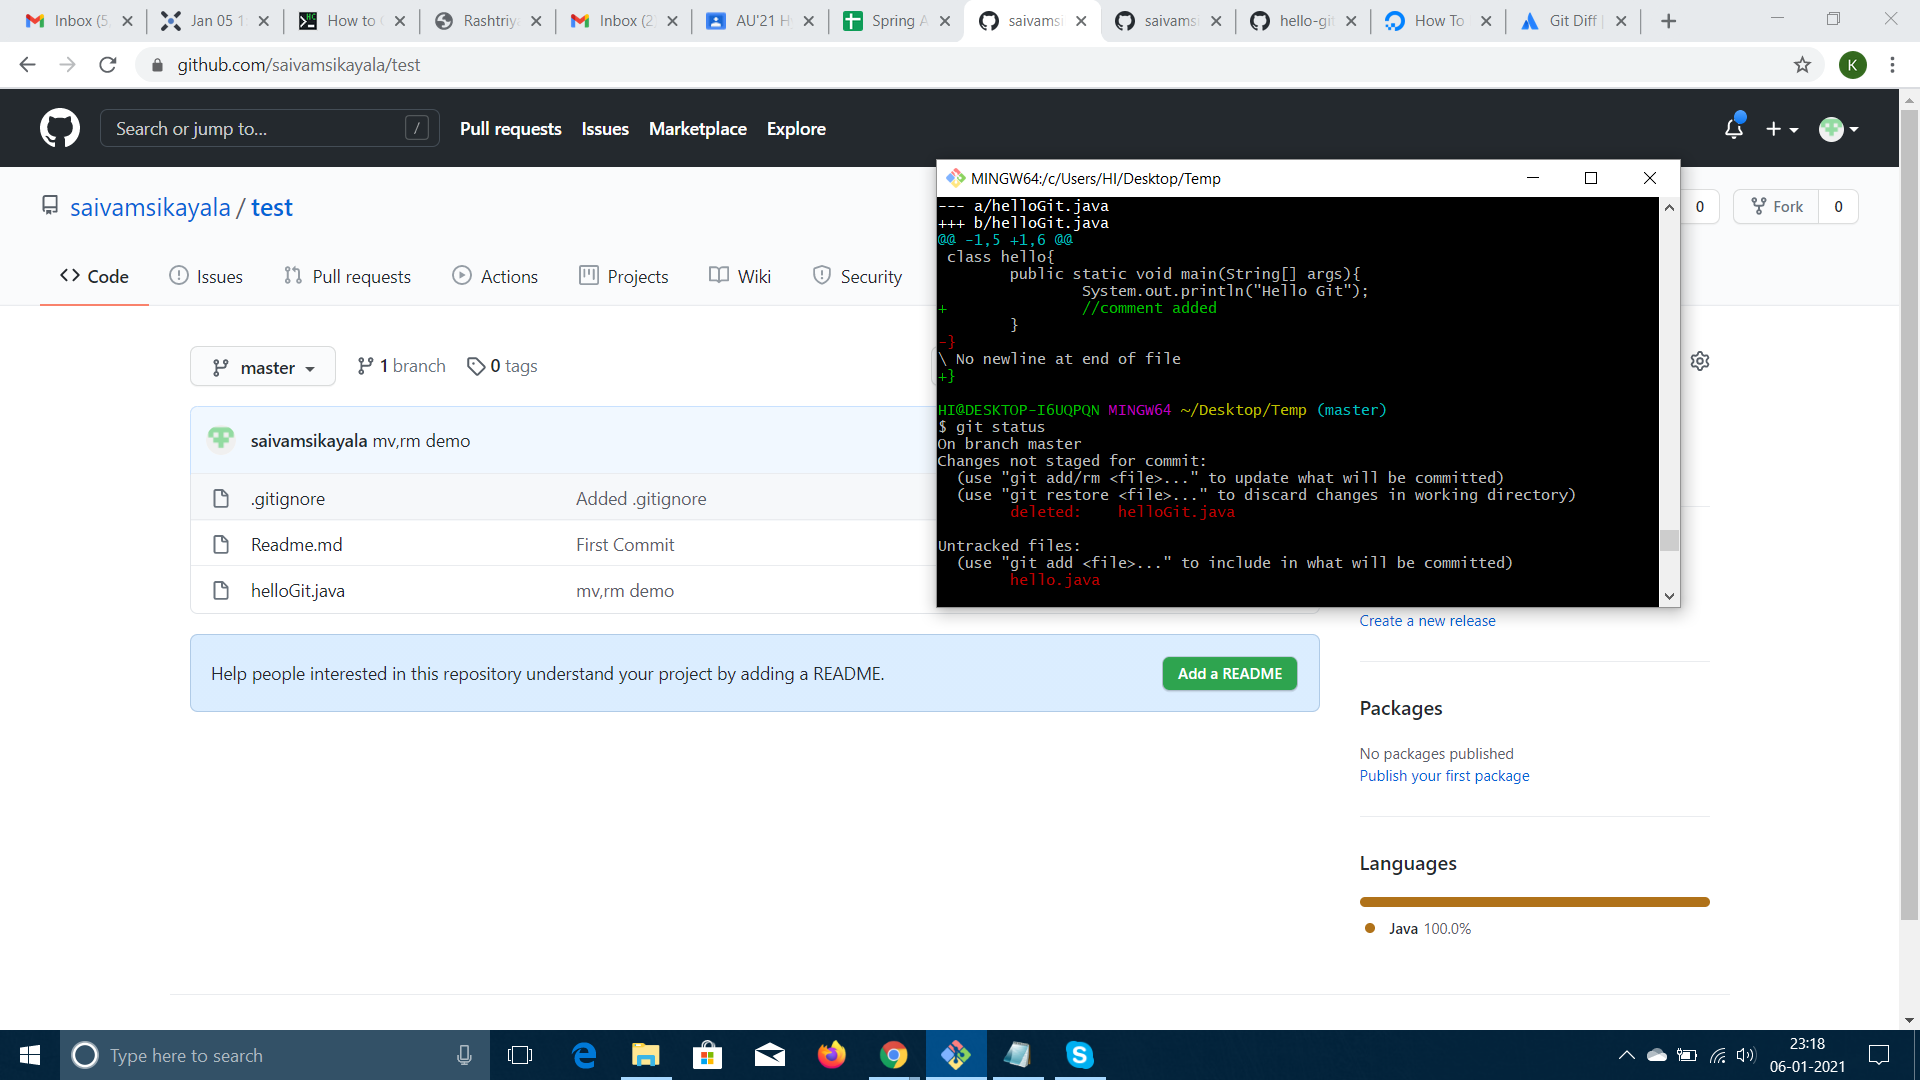 Inbox (5
Jan 05 1
How to
Rashtriy
Inbox (2
AU'21 H
Spring A
saivamsi
saivams
hello-git
How To
Git Diff
github.com/saivamsikayala/test
K
Search or jump to...
/
Pull requests
Issues
Marketplace
Explore
saivamsikayala / test
0
Fork
0
Code
Issues
Pull requests
Actions
Projects
Wiki
Security
master
1 branch
0 tags
saivamsikayala mv,rm demo
.gitignore
Added .gitignore
Readme.md
First Commit
helloGit.java
mv,rm demo
Help people interested in this repository understand your project by adding a README.
Add a README
MINGW64:/c/Users/HI/Desktop/Temp
--- a/helloGit.java
+++ b/helloGit.java
@@ -1,5 +1,6 @@
class hello{
public static void main(String[] args){
System.out.println("Hello Git");
+ //comment added
}
-}
\ No newline at end of file
+}
HI@DESKTOP-I6UQPQN MINGW64 ~/Desktop/Temp (master)
$ git status
On branch master
Changes not staged for commit:
(use "git add/rm <file>..." to update what will be committed)
(use "git restore <file>..." to discard changes in working directory)
deleted: helloGit.java
Untracked files:
(use "git add <file>..." to include in what will be committed)
hello.java
Create a new release
Packages
No packages published
Publish your first package
Languages
Java 100.0%
Type here to search
23:18
06-01-2021